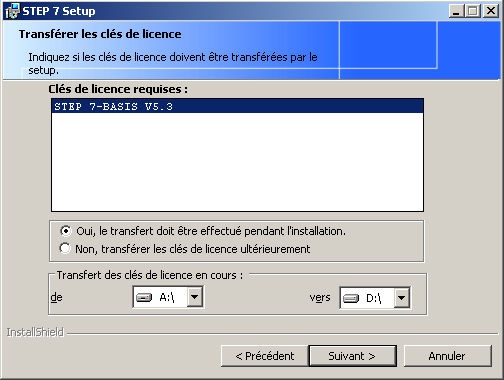 STEP 7 Setup
Transférer les clés de licence
Indiquez si les clés de licence doivent être transférées par le
setup.
Clés de licence requises :
STEP 7-BASIS V5.3
Oui, le transfert doit être effectué pendant l'installation.
Non, transférer les clés de licence ultérieurement
Transfert des clés de licence en cours :
de A:\ vers D:\
InstallShield
< Précédent Suivant > Annuler